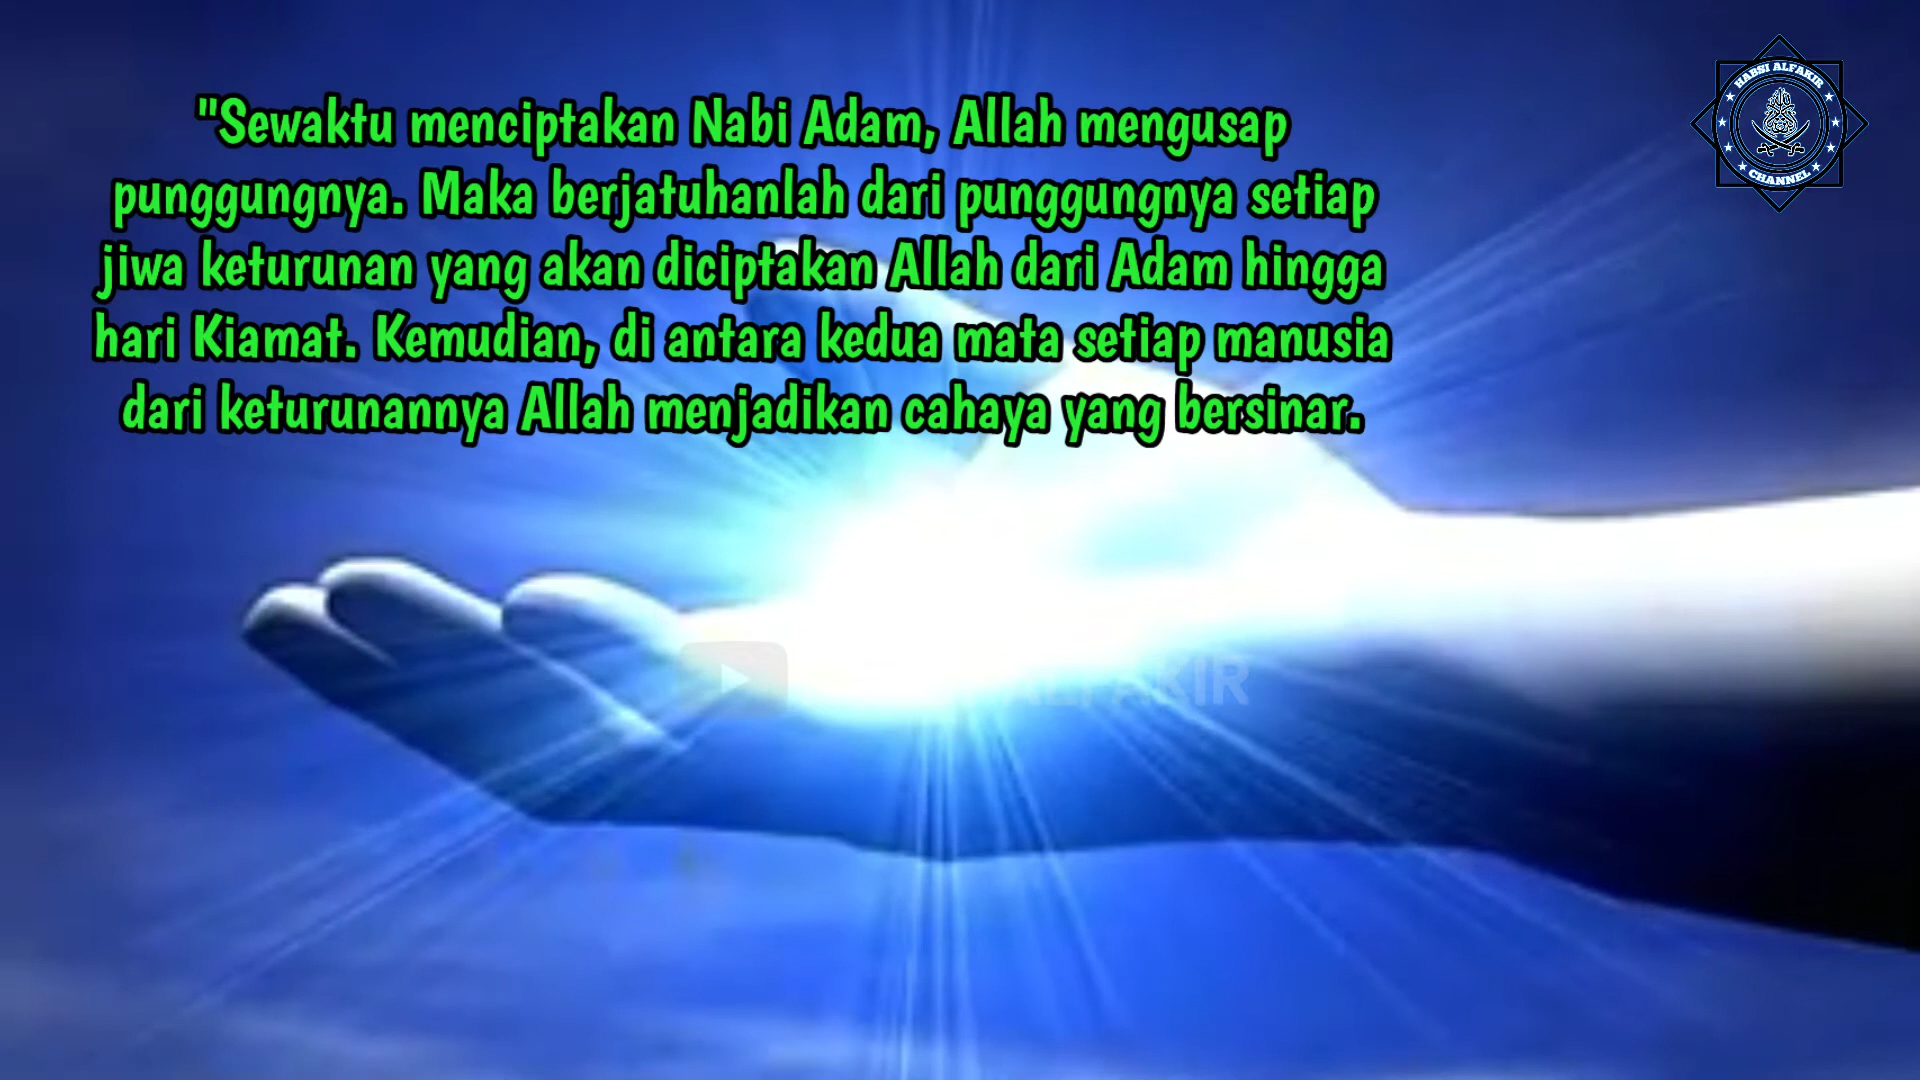 "Sewaktu menciptakan Nabi Adam, Allah mengusap
punggungnya. Maka berjatuhanlah dari punggungnya setiap
jiwa keturunan yang akan diciptakan Allah dari Adam hingga
hari Kiamat. Kemudian, di antara kedua mata setiap manusia
dari keturunannya Allah menjadikan cahaya yang bersinar.
HABSI ALFAKIR
CHANNEL
ALFAKIR